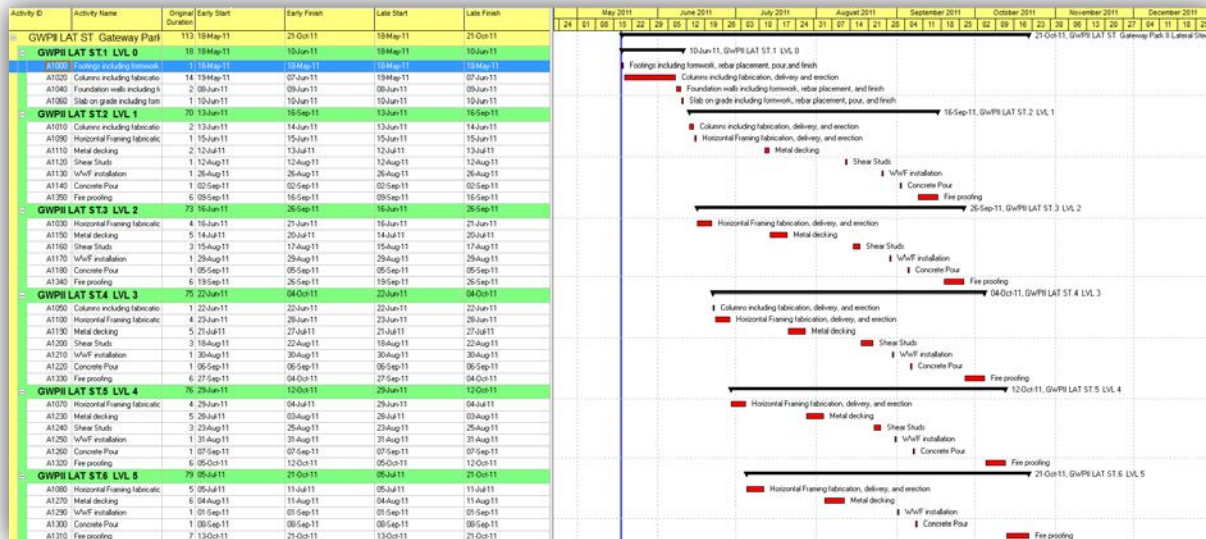 Activity ID Activity Name Original Duration Early Start Early Finish Late Start Late Finish
May 2011 June 2011 July 2011 August 2011 September 2011 October 2011 November 2011 December 2011
24 01 08 15 22 29 05 12 19 26 03 10 17 24 31 07 14 21 28 04 11 18 25 02 09 16 23 30 06 13 20 27 04 11 18 25
GWPII LAT ST Gateway Park 113 18-May-11 21-Oct-11 18-May-11 21-Oct-11 21-Oct-11, GWPII LAT ST Gateway Park II Lateral Stee
GWPII LAT ST.1 LVL 0 18 18-May-11 10-Jun-11 18-May-11 10-Jun-11 10-Jun-11, GWPII LAT ST.1 LVL 0
A1000 Footings including formwork 1 18-May-11 18-May-11 18-May-11 18-May-11 Footings including formwork, rebar placement, pour,and finish
A1020 Columns including fabricatio 14 19-May-11 07-Jun-11 19-May-11 07-Jun-11 Columns including fabrication, delivery and erection
A1040 Foundation walls including f 2 08-Jun-11 09-Jun-11 08-Jun-11 09-Jun-11 Foundation walls including formwork, rebar placement, and finish
A1060 Slab on grade including form 1 10-Jun-11 10-Jun-11 10-Jun-11 10-Jun-11 Slab on grade including formwork, rebar placement, pour, and finish
GWPII LAT ST.2 LVL 1 70 13-Jun-11 16-Sep-11 13-Jun-11 16-Sep-11 16-Sep-11, GWPII LAT ST.2 LVL 1
A1010 Columns including fabricatio 2 13-Jun-11 14-Jun-11 13-Jun-11 14-Jun-11 Columns including fabrication, delivery, and erection
A1090 Horizontal Framing fabricatic 1 15-Jun-11 15-Jun-11 15-Jun-11 15-Jun-11 Horizontal Framing fabrication, delivery, and erection
A1110 Metal decking 2 12-Jul-11 13-Jul-11 12-Jul-11 13-Jul-11 Metal decking
A1120 Shear Studs 1 12-Aug-11 12-Aug-11 12-Aug-11 12-Aug-11 Shear Studs
A1130 WWF installation 1 26-Aug-11 26-Aug-11 26-Aug-11 26-Aug-11 WWF installation
A1140 Concrete Pour 1 02-Sep-11 02-Sep-11 02-Sep-11 02-Sep-11 Concrete Pour
A1350 Fire proofing 6 09-Sep-11 16-Sep-11 09-Sep-11 16-Sep-11 Fire proofing
GWPII LAT ST.3 LVL 2 73 16-Jun-11 26-Sep-11 16-Jun-11 26-Sep-11 26-Sep-11, GWPII LAT ST.3 LVL 2
A1030 Horizontal Framing fabricatic 4 16-Jun-11 21-Jun-11 16-Jun-11 21-Jun-11 Horizontal Framing fabrication, delivery, and erection
A1150 Metal decking 5 14-Jul-11 20-Jul-11 14-Jul-11 20-Jul-11 Metal decking
A1160 Shear Studs 3 15-Aug-11 17-Aug-11 15-Aug-11 17-Aug-11 Shear Studs
A1170 WWF installation 1 29-Aug-11 29-Aug-11 29-Aug-11 29-Aug-11 WWF installation
A1180 Concrete Pour 1 05-Sep-11 05-Sep-11 05-Sep-11 05-Sep-11 Concrete Pour
A1340 Fire proofing 6 19-Sep-11 26-Sep-11 19-Sep-11 26-Sep-11 Fire proofing
GWPII LAT ST.4 LVL 3 75 22-Jun-11 04-Oct-11 22-Jun-11 04-Oct-11 04-Oct-11, GWPII LAT ST.4 LVL 3
A1050 Columns including fabricatio 1 22-Jun-11 22-Jun-11 22-Jun-11 22-Jun-11 Columns including fabrication, delivery, and erection
A1100 Horizontal Framing fabricatic 4 23-Jun-11 28-Jun-11 23-Jun-11 28-Jun-11 Horizontal Framing fabrication, delivery, and erection
A1190 Metal decking 5 21-Jul-11 27-Jul-11 21-Jul-11 27-Jul-11 Metal decking
A1200 Shear Studs 3 18-Aug-11 22-Aug-11 18-Aug-11 22-Aug-11 Shear Studs
A1210 WWF installation 1 30-Aug-11 30-Aug-11 30-Aug-11 30-Aug-11 WWF installation
A1220 Concrete Pour 1 06-Sep-11 06-Sep-11 06-Sep-11 06-Sep-11 Concrete Pour
A1330 Fire proofing 6 27-Sep-11 04-Oct-11 27-Sep-11 04-Oct-11 Fire proofing
GWPII LAT ST.5 LVL 4 76 29-Jun-11 12-Oct-11 29-Jun-11 12-Oct-11 12-Oct-11, GWPII LAT ST.5 LVL 4
A1070 Horizontal Framing fabricatic 4 29-Jun-11 04-Jul-11 29-Jun-11 04-Jul-11 Horizontal Framing fabrication, delivery, and erection
A1230 Metal decking 5 28-Jul-11 03-Aug-11 28-Jul-11 03-Aug-11 Metal decking
A1240 Shear Studs 3 23-Aug-11 25-Aug-11 23-Aug-11 25-Aug-11 Shear Studs
A1250 WWF installation 1 31-Aug-11 31-Aug-11 31-Aug-11 31-Aug-11 WWF installation
A1260 Concrete Pour 1 07-Sep-11 07-Sep-11 07-Sep-11 07-Sep-11 Concrete Pour
A1320 Fire proofing 6 05-Oct-11 12-Oct-11 05-Oct-11 12-Oct-11 Fire proofing
GWPII LAT ST.6 LVL 5 79 05-Jul-11 21-Oct-11 05-Jul-11 21-Oct-11 21-Oct-11, GWPII LAT ST.6 LVL 5
A1080 Horizontal Framing fabricatic 5 05-Jul-11 11-Jul-11 05-Jul-11 11-Jul-11 Horizontal Framing fabrication, delivery, and erection
A1270 Metal decking 6 04-Aug-11 11-Aug-11 04-Aug-11 11-Aug-11 Metal decking
A1290 WWF installation 1 01-Sep-11 01-Sep-11 01-Sep-11 01-Sep-11 WWF installation
A1300 Concrete Pour 1 08-Sep-11 08-Sep-11 08-Sep-11 08-Sep-11 Concrete Pour
A1310 Fire proofing 7 13-Oct-11 21-Oct-11 13-Oct-11 21-Oct-11 Fire proofing